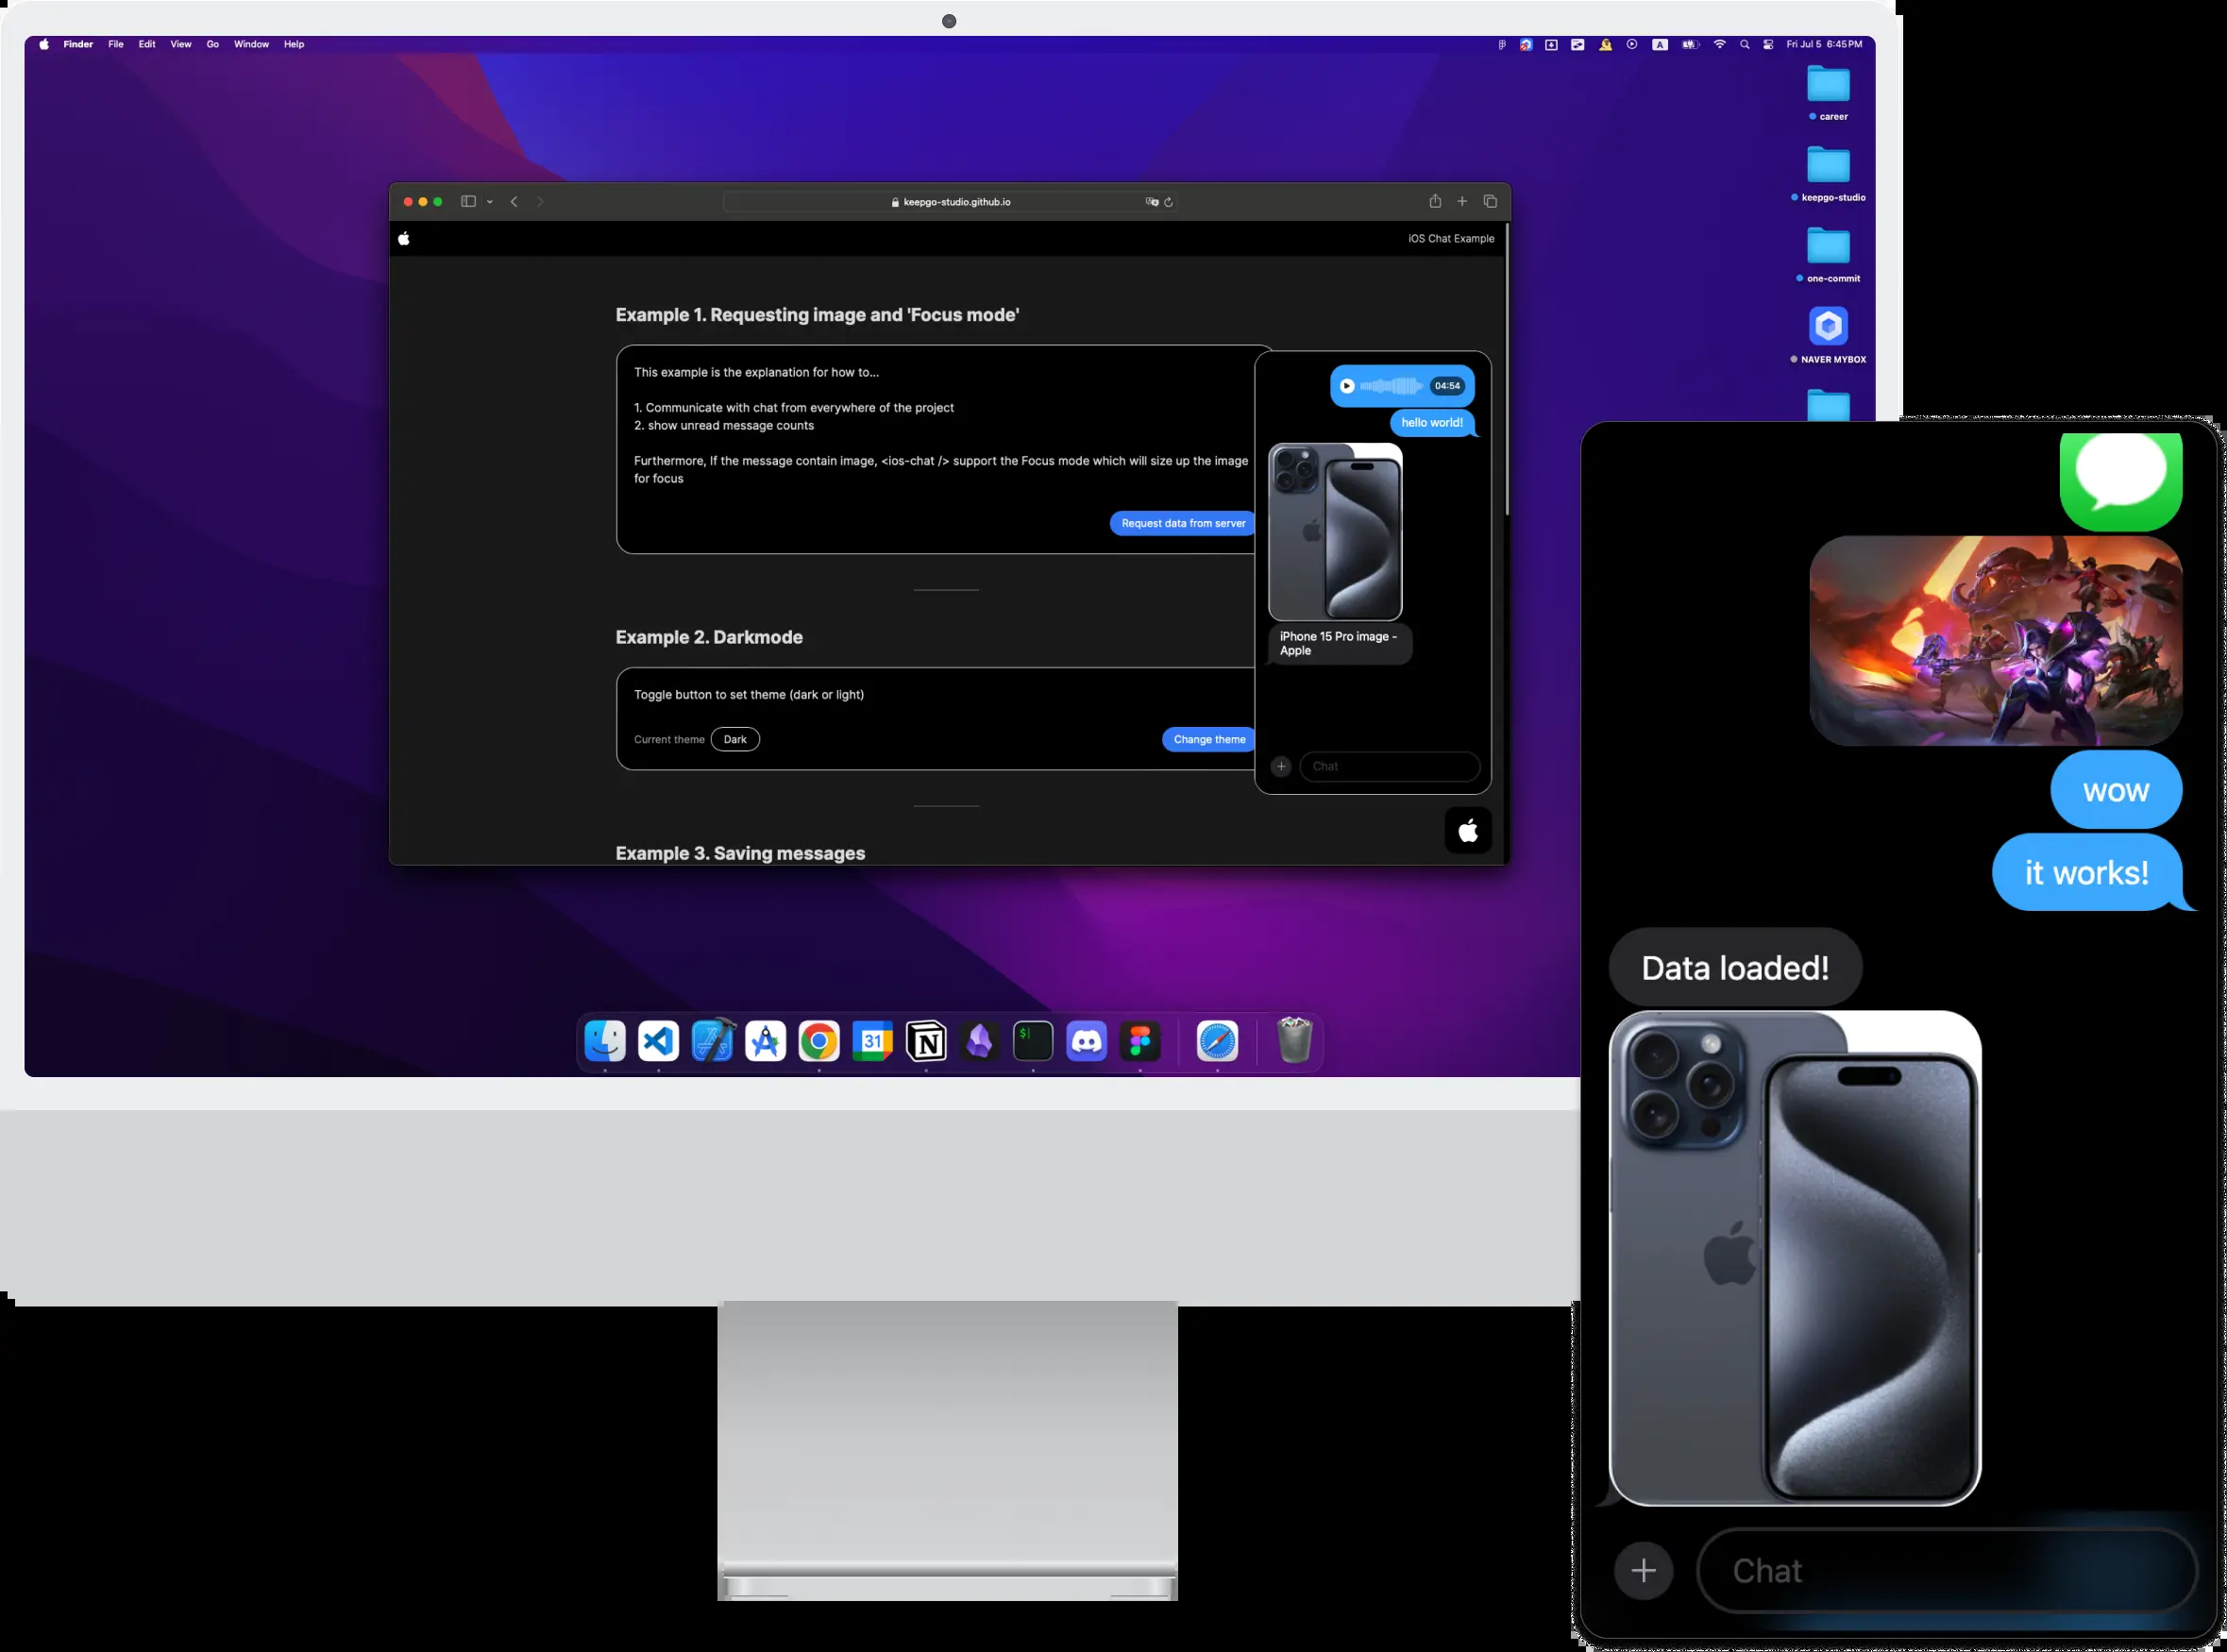 Finder File Edit View Go Window Help
A
Fri Jul 5 6:45PM
career
keepgo-studio
one-commit
NAVER MYBOX
keepgo-studio.github.io
iOS Chat Example
Example 1. Requesting image and 'Focus mode'
This example is the explanation for how to...
1. Communicate with chat from everywhere of the project
2. show unread message counts
Furthermore, If the message contain image, <ios-chat /> support the Focus mode which will size up the image
for focus
Request data from server
Example 2. Darkmode
Toggle button to set theme (dark or light)
Current theme Dark
Change theme
Example 3. Saving messages
04:54
hello world!
iPhone 15 Pro image -
Apple
Chat
31
N
$
wow
it works!
Data loaded!
Chat